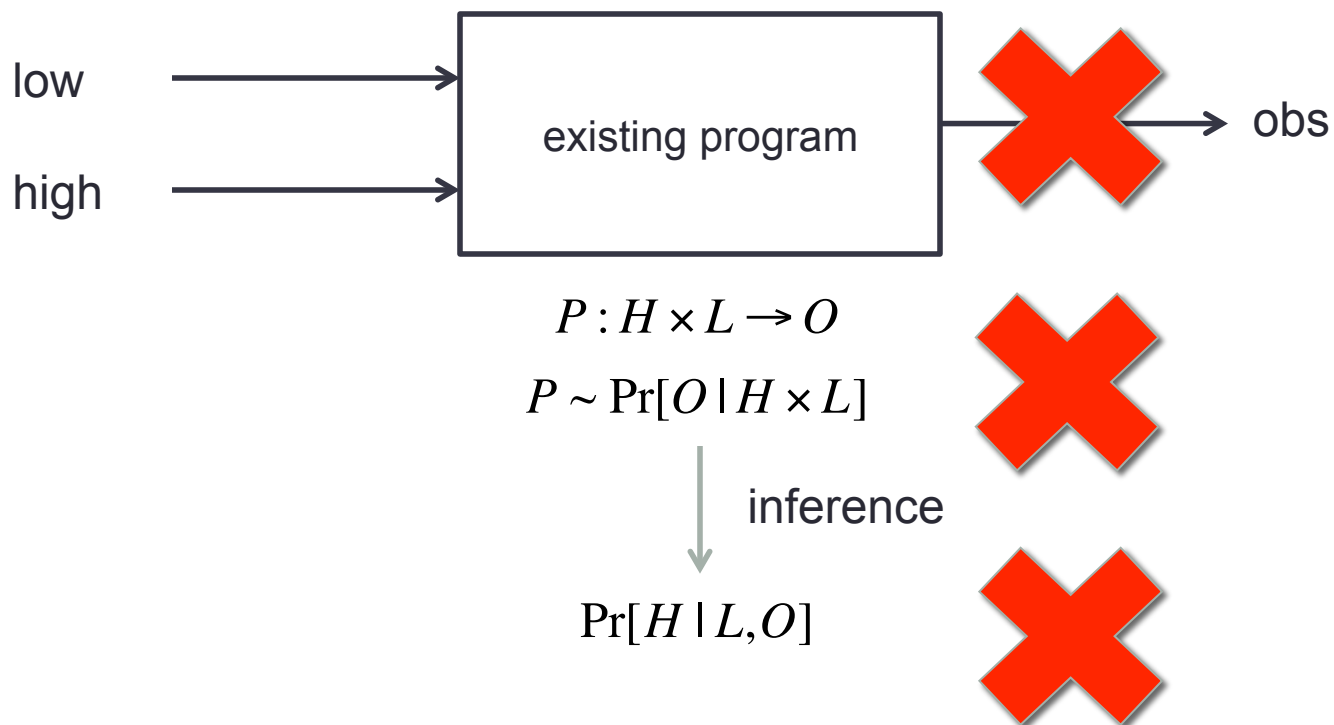 low
existing program
obs
high
P : H × L → O
P ~ Pr[O | H × L]
inference
Pr[H | L,O]